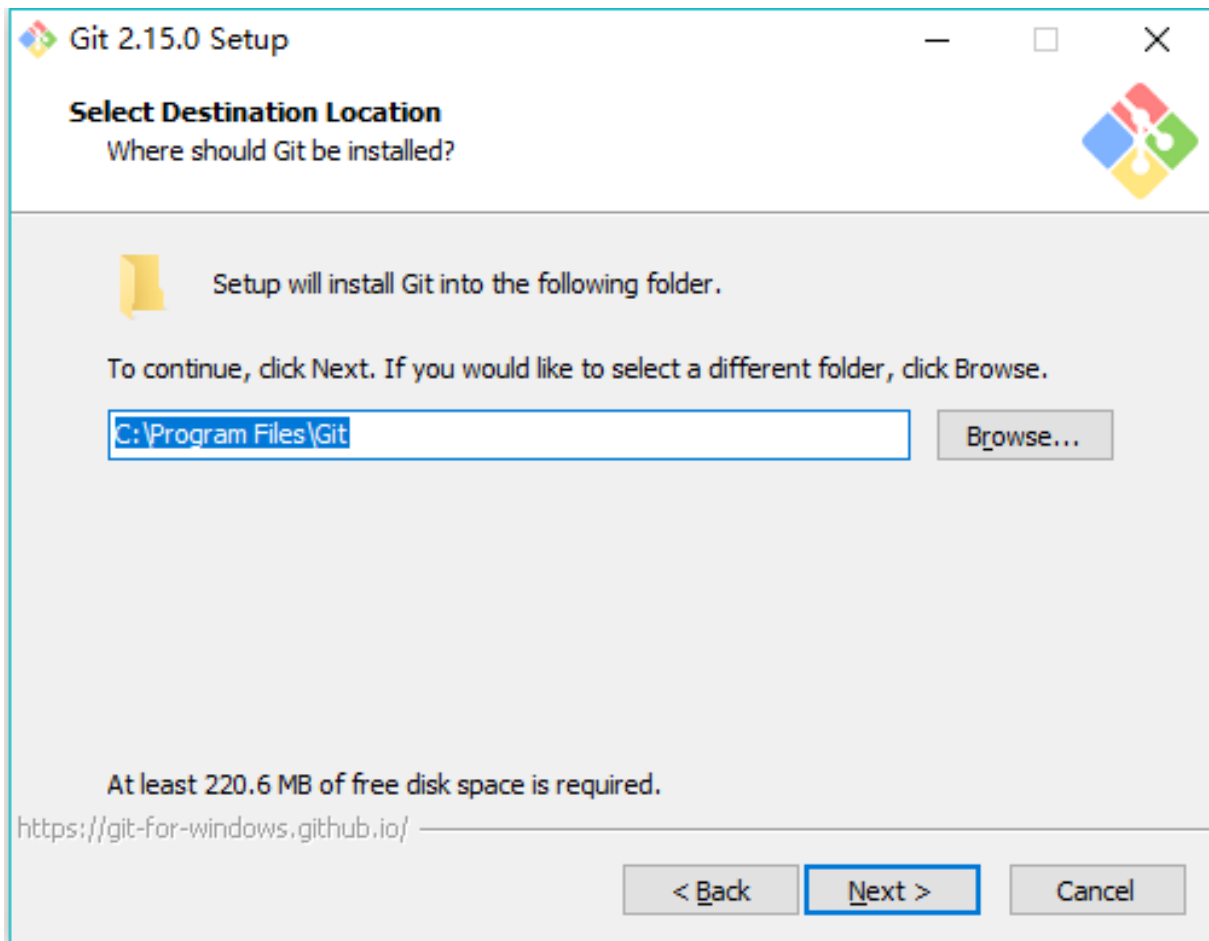 Git 2.15.0 Setup
Select Destination Location
Where should Git be installed?
Setup will install Git into the following folder.
To continue, click Next. If you would like to select a different folder, click Browse.
C:\Program Files\Git
Browse...
At least 220.6 MB of free disk space is required.
https://git-for-windows.github.io/
< Back
Next >
Cancel